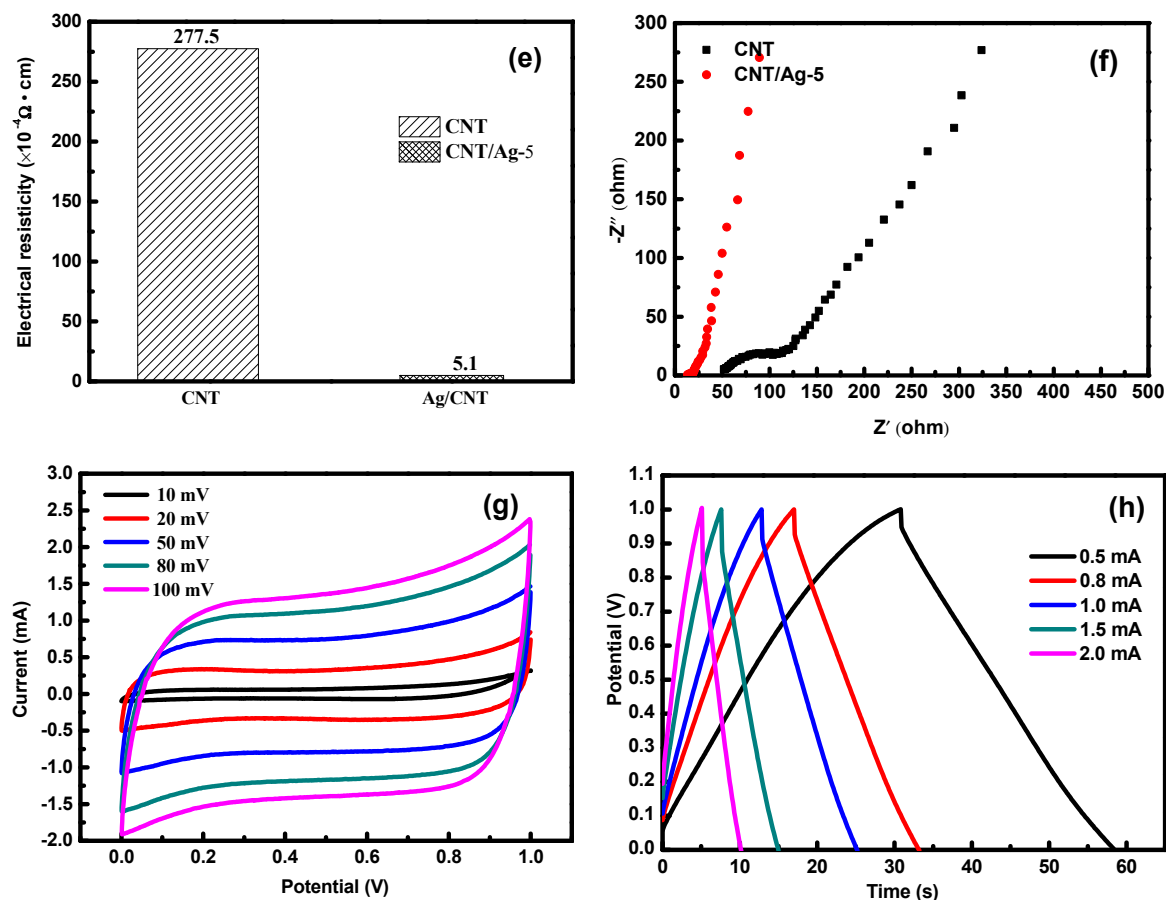 (e)
Electrical resisticity (×10⁻⁴Ω • cm)
300
250
200
150
100
50
0
277.5
5.1
CNT
CNT/Ag-5
CNT
Ag/CNT
(f)
-Z″ (ohm)
300
250
200
150
100
50
0
CNT
CNT/Ag-5
0 50 100 150 200 250 300 350 400 450 500
Z′ (ohm)
(g)
Current (mA)
3.0
2.5
2.0
1.5
1.0
0.5
0.0
-0.5
-1.0
-1.5
-2.0
10 mV
20 mV
50 mV
80 mV
100 mV
0.0 0.2 0.4 0.6 0.8 1.0
Potential (V)
(h)
Potential (V)
1.1
1.0
0.9
0.8
0.7
0.6
0.5
0.4
0.3
0.2
0.1
0.0
0.5 mA
0.8 mA
1.0 mA
1.5 mA
2.0 mA
0 10 20 30 40 50 60
Time (s)